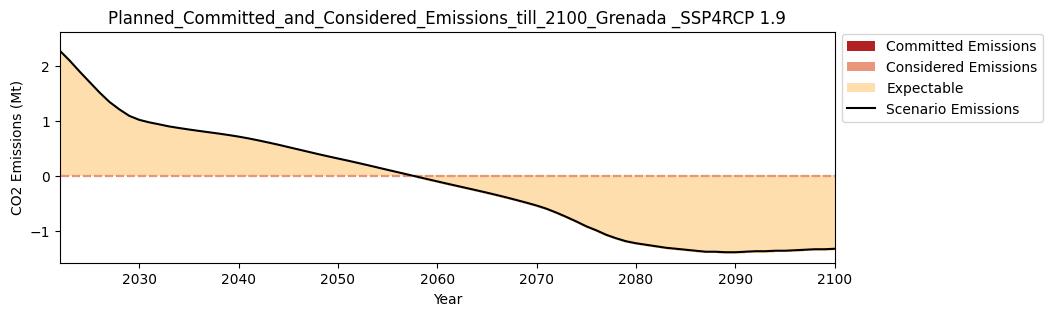 Planned_Committed_and_Considered_Emissions_till_2100_Grenada _SSP4RCP 1.9
CO2 Emissions (Mt)
2
1
0
−1
2030 2040 2050 2060 2070 2080 2090 2100
Year
Committed Emissions
Considered Emissions
Expectable
Scenario Emissions